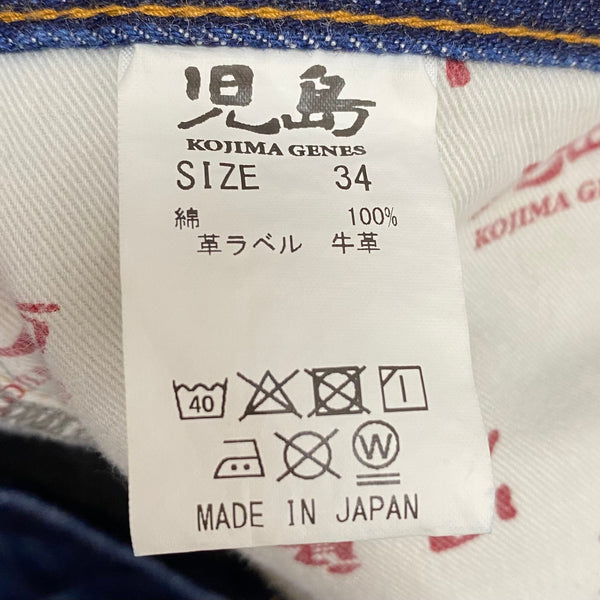 児島
KOJIMA GENES
SIZE 34
綿 100%
革ラベル 牛革
40
W
MADE IN JAPAN
KOJIMA GEN